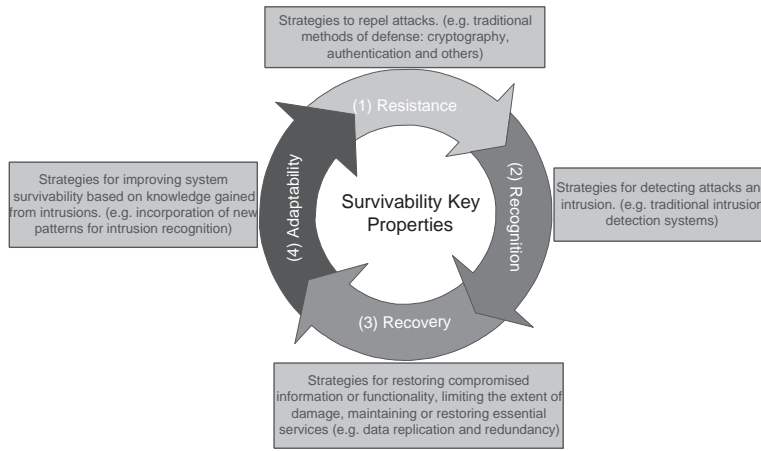 Strategies to repel attacks. (e.g. traditional
methods of defense: cryptography,
authentication and others)
(1) Resistance
(2) Recognition
Strategies for detecting attacks an
intrusion. (e.g. traditional intrusion
detection systems)
(3) Recovery
Strategies for restoring compromised
information or functionality, limiting the extent of
damage, maintaining or restoring essential
services (e.g. data replication and redundancy)
(4) Adaptability
Strategies for improving system
survivability based on knowledge gained
from intrusions. (e.g. incorporation of new
patterns for intrusion recognition)
Survivability Key
Properties